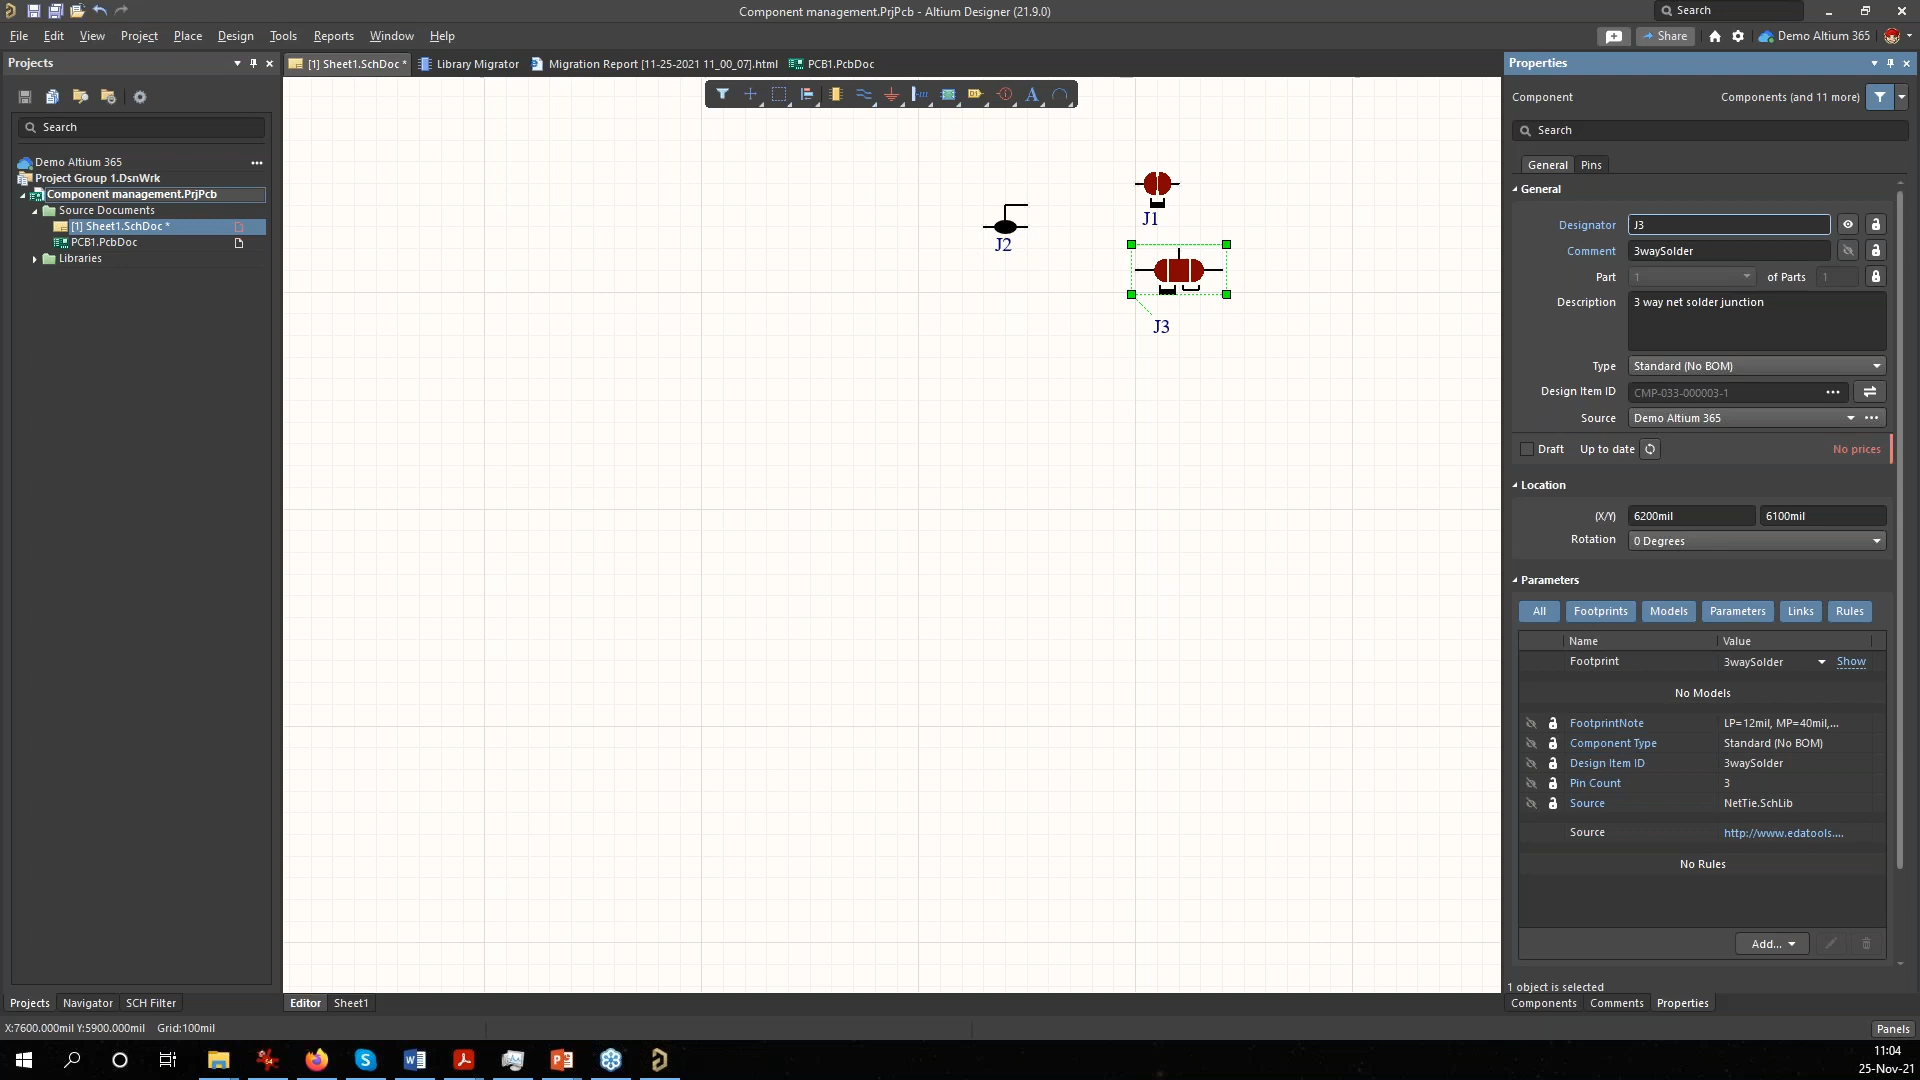 Component management.PrjPcb - Altium Designer (21.9.0)
Search
File Edit View Project Place Design Tools Reports Window Help
Share
Demo Altium 365
Projects
[1] Sheet1.SchDoc *
Library Migrator
Migration Report [11-25-2021 11_00_07].html
PCB1.PcbDoc
Properties
Component
Components (and 11 more)
Search
Search
Demo Altium 365
Project Group 1.DsnWrk
Component management.PrjPcb
Source Documents
[1] Sheet1.SchDoc *
PCB1.PcbDoc
Libraries
J1
J2
J3
General Pins
General
Designator J3
Comment 3waySolder
Part 1 of Parts 1
Description 3 way net solder junction
Type Standard (No BOM)
Design Item ID CMP-033-000003-1
Source Demo Altium 365
Draft Up to date No prices
Location
(X/Y) 6200mil 6100mil
Rotation 0 Degrees
Parameters
All Footprints Models Parameters Links Rules
Name Value
Footprint 3waySolder Show
No Models
FootprintNote LP=12mil, MP=40mil,...
Component Type Standard (No BOM)
Design Item ID 3waySolder
Pin Count 3
Source NetTie.SchLib
Source http://www.edatools....
No Rules
Add...
1 object is selected
Projects Navigator SCH Filter
Editor Sheet1
Components Comments Properties
X:7600.000mil Y:5900.000mil Grid:100mil
Panels
11:04
25-Nov-21